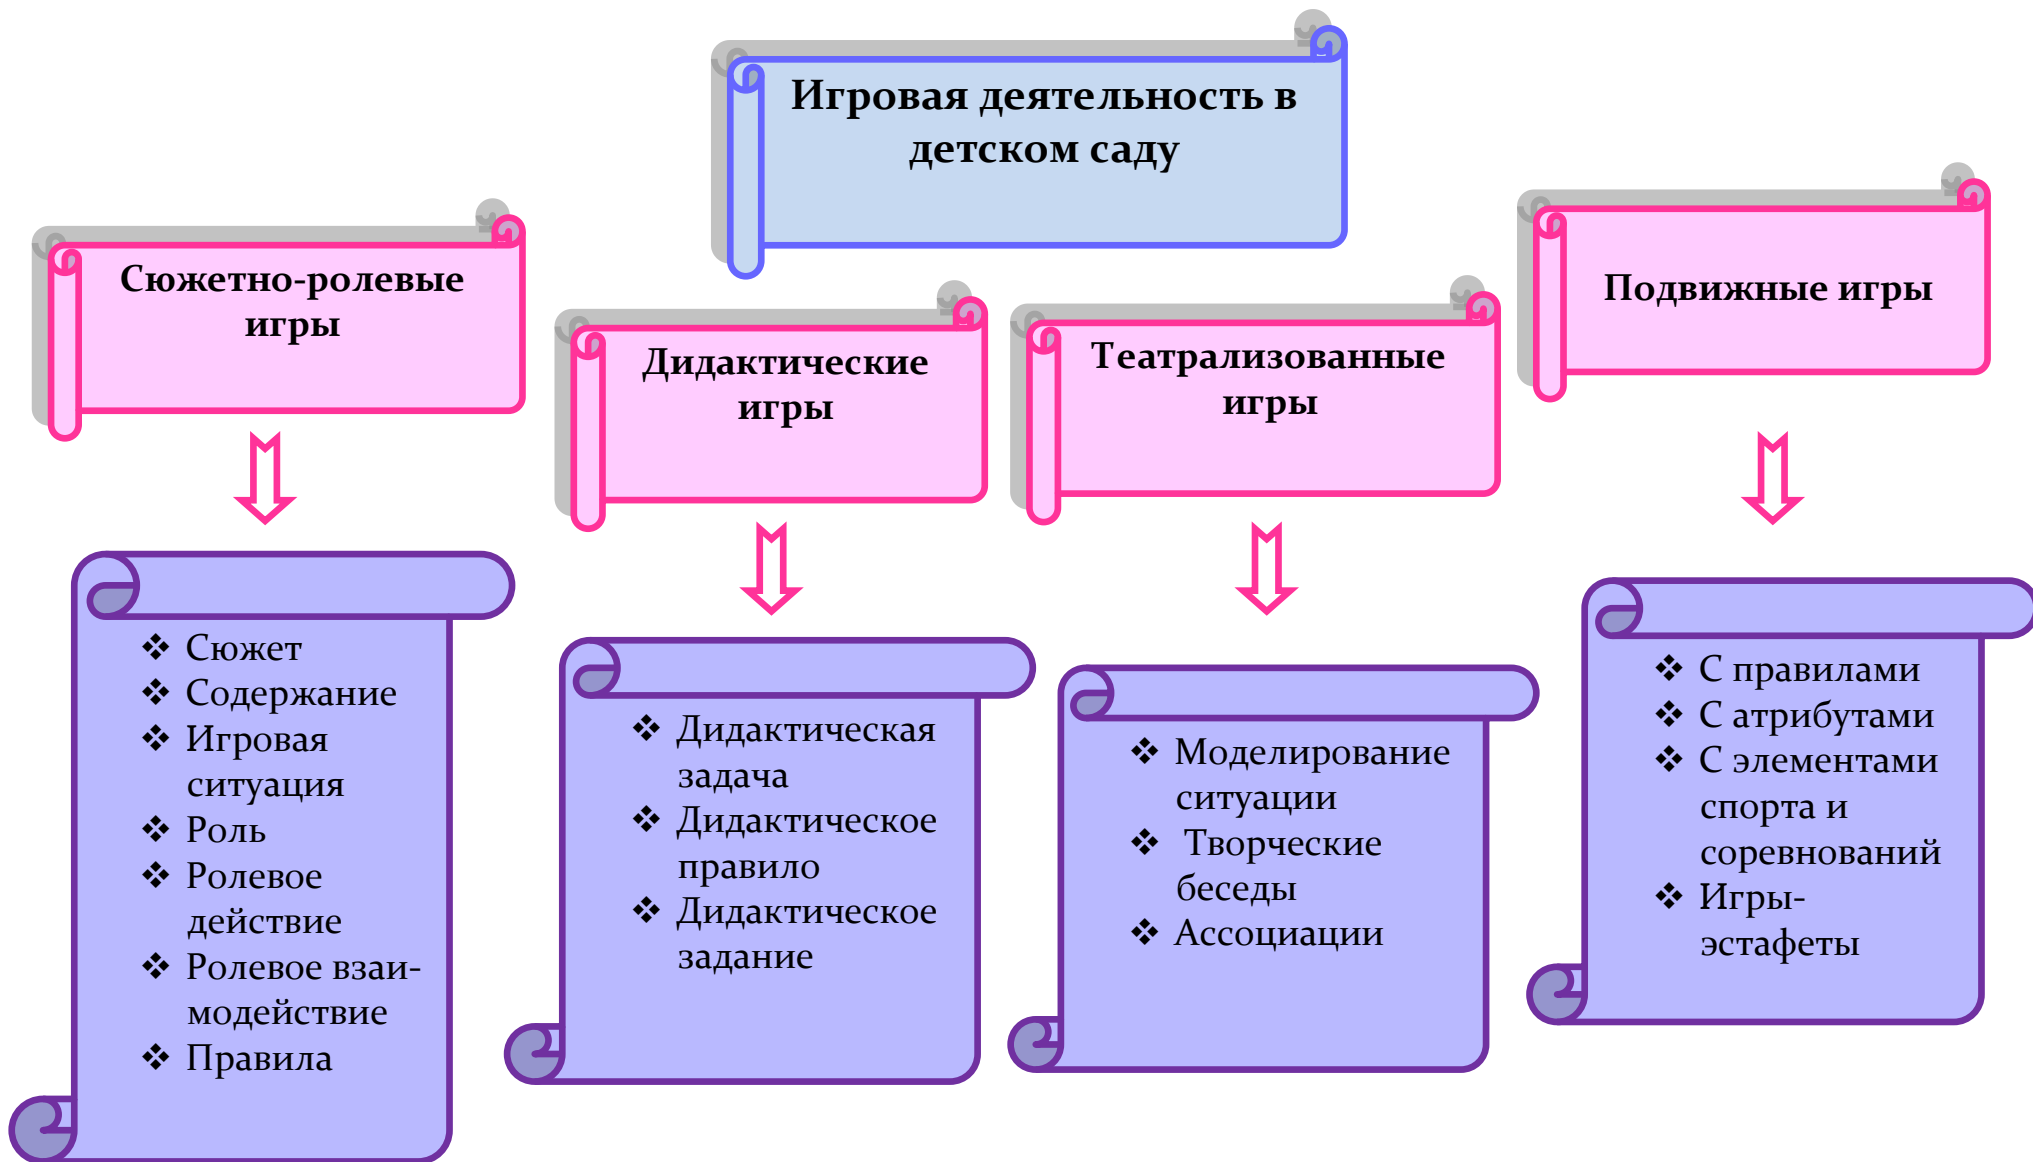 Игровая деятельность в
детском саду
Сюжетно-ролевые
игры
Дидактические
игры
Театрализованные
игры
Подвижные игры
❖ Сюжет
❖ Содержание
❖ Игровая
ситуация
❖ Роль
❖ Ролевое
действие
❖ Ролевое взаи-
модействие
❖ Правила
❖ Дидактическая
задача
❖ Дидактическое
правило
❖ Дидактическое
задание
❖ Моделирование
ситуации
❖ Творческие
беседы
❖ Ассоциации
❖ С правилами
❖ С атрибутами
❖ С элементами
спорта и
соревнований
❖ Игры-
эстафеты